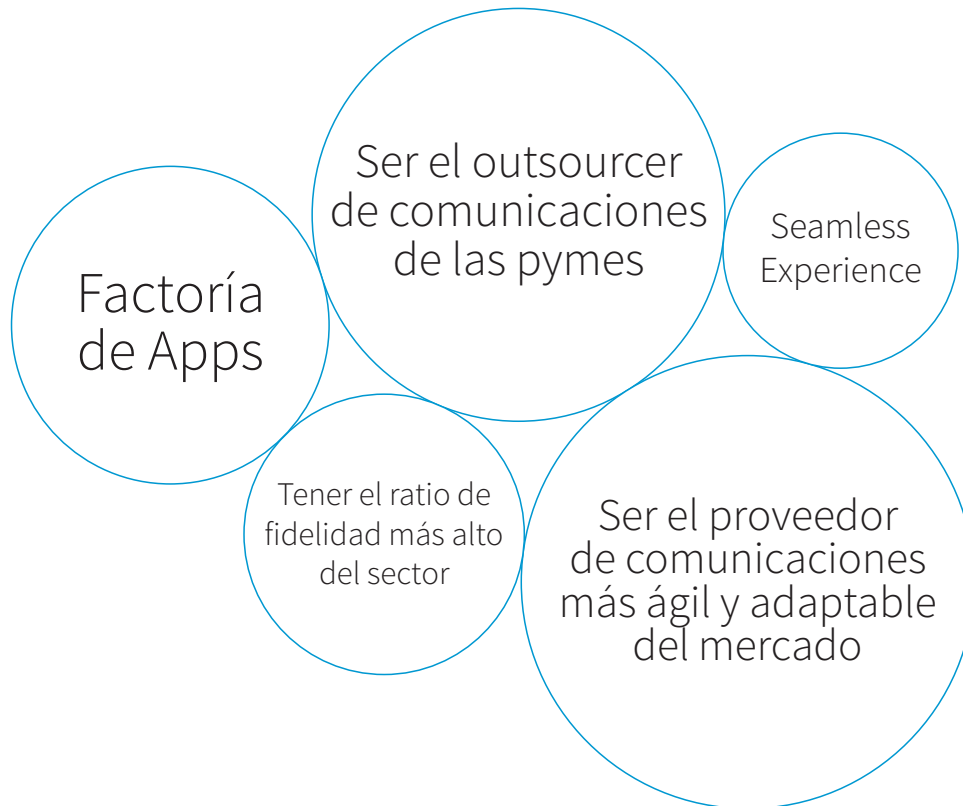 Ser el outsourcer
de comunicaciones
de las pymes
Seamless
Experience
Factoría
de Apps
Tener el ratio de
fidelidad más alto
del sector
Ser el proveedor
de comunicaciones
más ágil y adaptable
del mercado